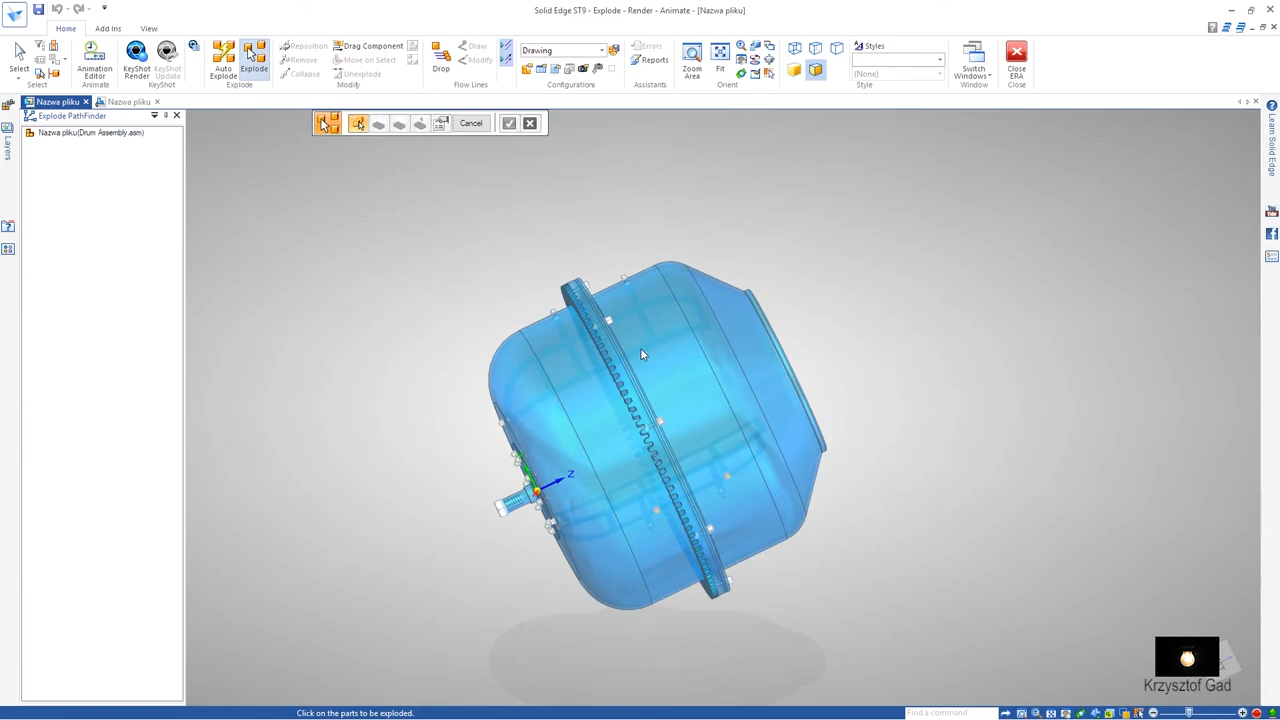 Solid Edge ST9 - Explode - Render - Animate - [Nazwa pliku]
Home Add Ins View
Select
Select
Animation Editor
Animate
KeyShot Render
KeyShot Update
KeyShot
Auto Explode
Explode
Explode
Reposition
Remove
Collapse
Drag Component
Move on Select
Unexplode
Modify
Drop
Draw
Modify
Flow Lines
Drawing
Configurations
Errors
Reports
Assistants
Zoom Area
Fit
Orient
Styles
(None)
Style
Switch Windows
Window
Close ERA
Close
Nazwa pliku
Nazwa pliku
Explode PathFinder
Nazwa pliku(Drum Assembly.asm)
Layers
Cancel
Learn Solid Edge
You Tube
Z
Krzysztof Gad
Click on the parts to be exploded.
Find a command